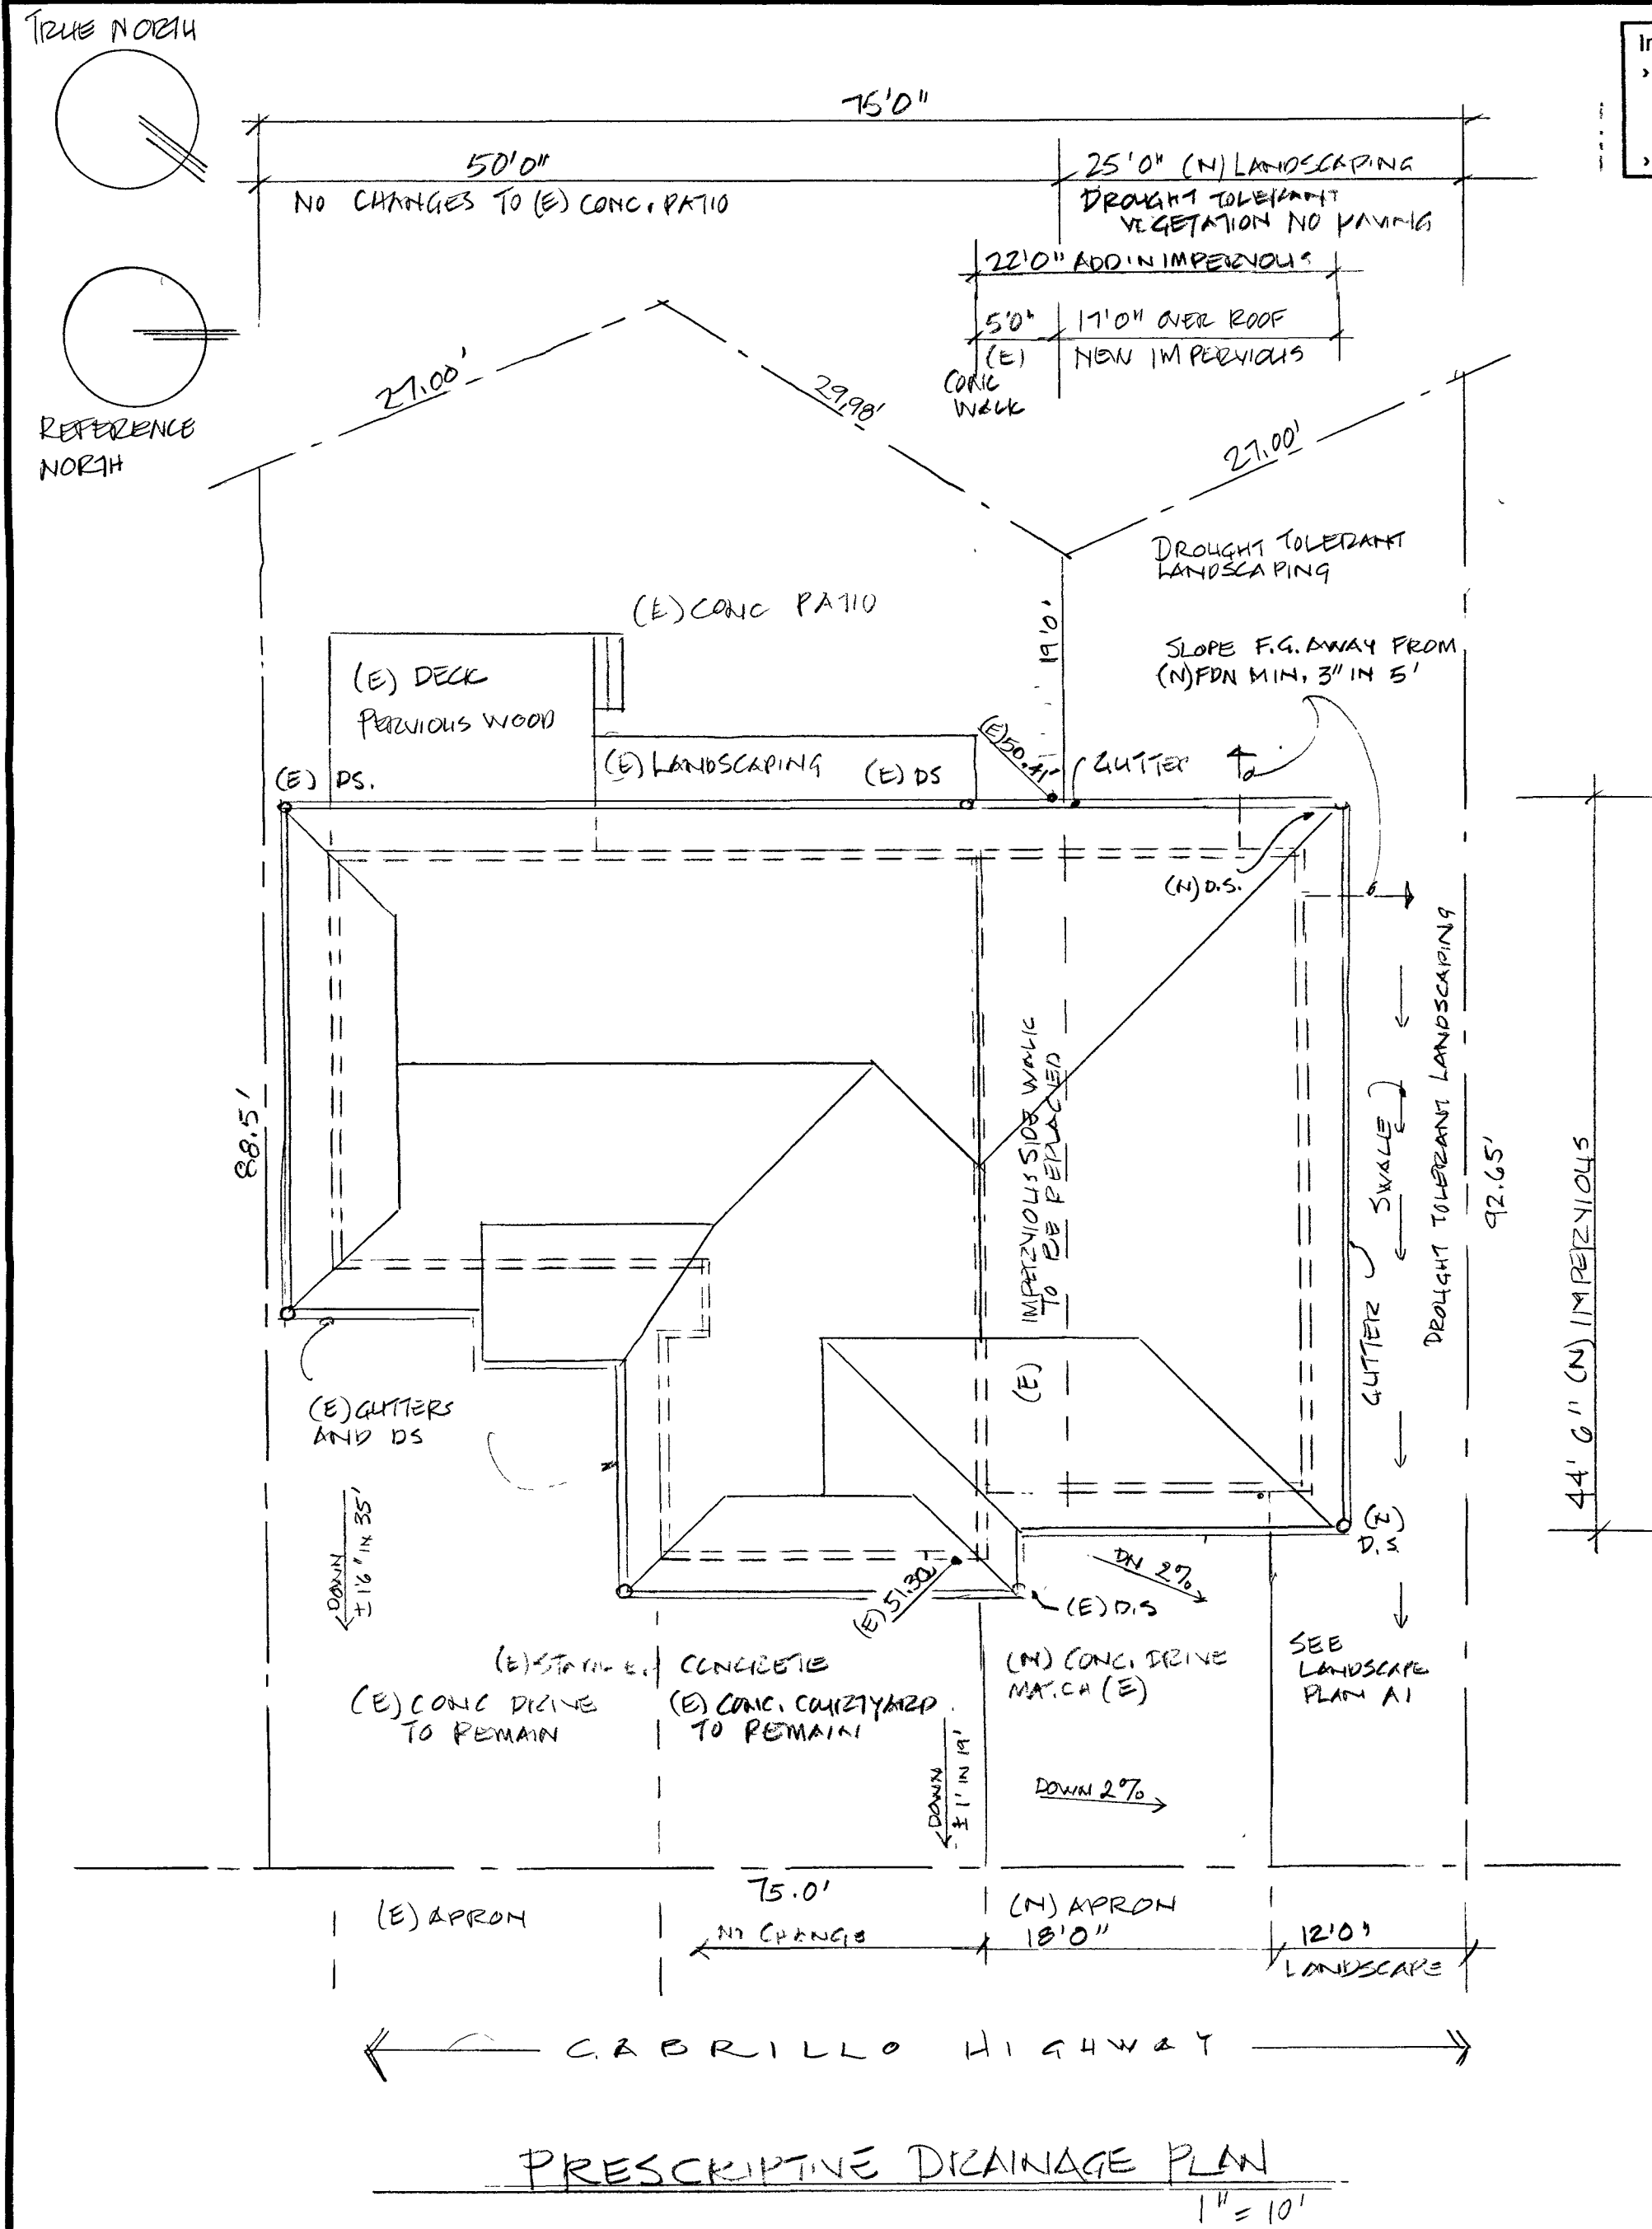 TRUE NORTH
In
75'0"
50'0"
25'0" (N) LANDSCAPING
NO CHANGES TO (E) CONC. PATIO
DROUGHT TOLERANT
VEGETATION NO PAVING
22'0" ADD'N IMPERVIOUS
5'0"
17'0" OVER ROOF
(E)
NEW IMPERVIOUS
CONC
WALK
REFERENCE
NORTH
27.00'
29.98'
27.00'
DROUGHT TOLERANT
LANDSCAPING
(E) CONC PATIO
19'0"
SLOPE F.G. AWAY FROM
(N) FDN MIN. 3" IN 5'
(E) DECK
PERVIOUS WOOD
(E) LANDSCAPING
(E) DS
(E) DS.
(E) 50.41'
GUTTER
(N) D.S.
88.5'
IMPERVIOUS SIDE WALK
TO BE REPLACED
(E)
SWALE
GUTTER
DROUGHT TOLERANT LANDSCAPING
92.65'
44' 6" (N) IMPERVIOUS
(E) GUTTERS
AND DS
DOWN
± 1'6" IN 35'
(E) 51.30'
DN 2%
(E) D.S
D.S.
CONCRETE
(E) CONC DRIVE
TO REMAIN
(E) CONC. COURTYARD
TO REMAIN
(N) CONC. DRIVE
MATCH (E)
SEE
LANDSCAPE
PLAN A1
DOWN
± 1' IN 19'
DOWN 2%
75.0'
(E) APRON
NO CHANGE
(N) APRON
18'0"
12'0"
LANDSCAPE
CABRILLO HIGHWAY
PRESCRIPTIVE DRAINAGE PLAN
1" = 10'